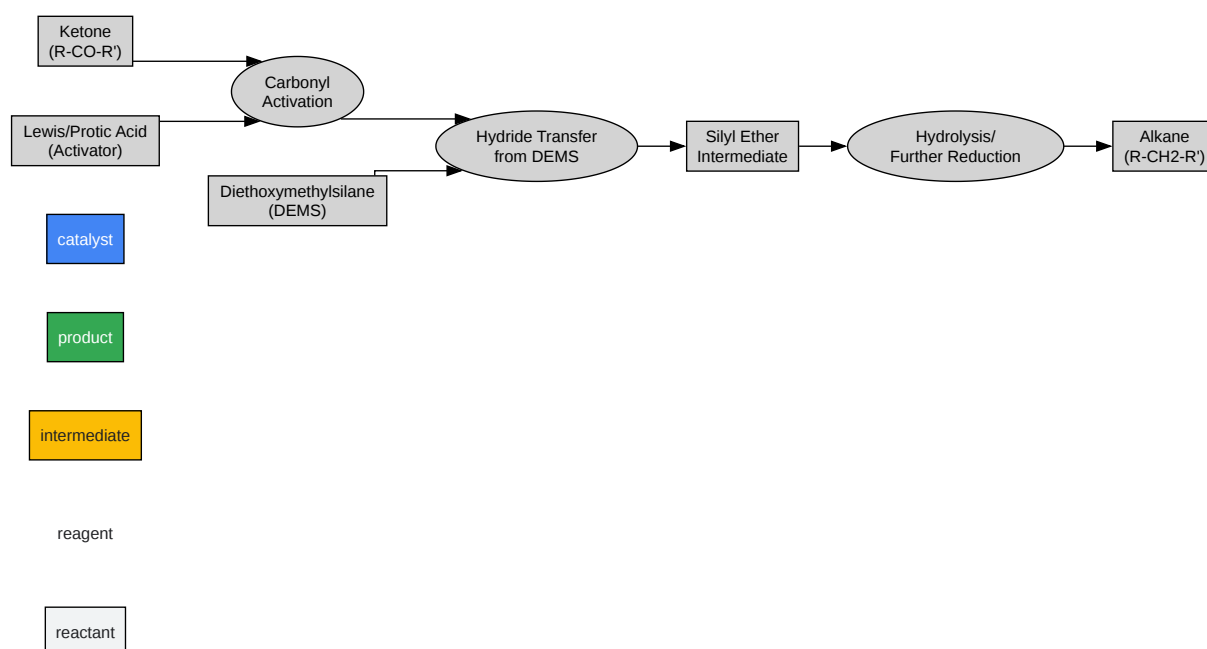 Ketone
(R-CO-R')
Carbonyl
Activation
Lewis/Protic Acid
(Activator)
Hydride Transfer
from DEMS
Silyl Ether
Intermediate
Hydrolysis/
Further Reduction
Alkane
(R-CH2-R')
Diethoxymethylsilane
(DEMS)
catalyst
product
intermediate
reagent
reactant